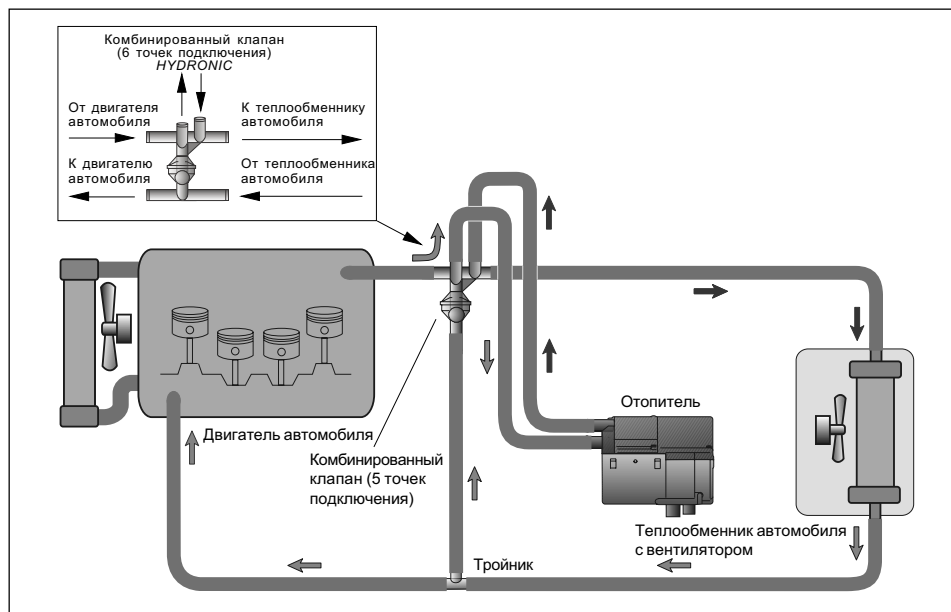 Комбинированный клапан
(6 точек подключения)
HYDRONIC
От двигателя
автомобиля
К теплообменнику
автомобиля
К двигателю
автомобиля
От теплообменника
автомобиля
Отопитель
Двигатель автомобиля
Комбинированный
клапан (5 точек
подключения)
Теплообменник автомобиля
с вентилятором
Тройник